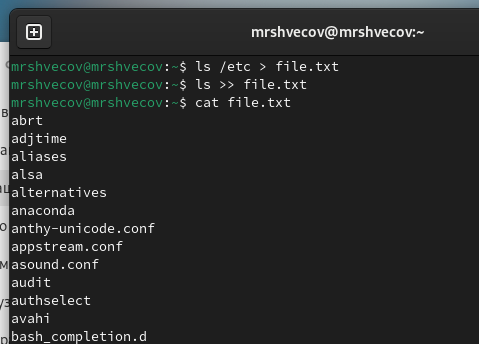 mrshvecov@mrshvecov:~
mrshvecov@mrshvecov:~$ ls /etc > file.txt
mrshvecov@mrshvecov:~$ ls >> file.txt
mrshvecov@mrshvecov:~$ cat file.txt
abrt
adjtime
aliases
alsa
alternatives
anaconda
anthy-unicode.conf
appstream.conf
asound.conf
audit
authselect
avahi
bash_completion.d